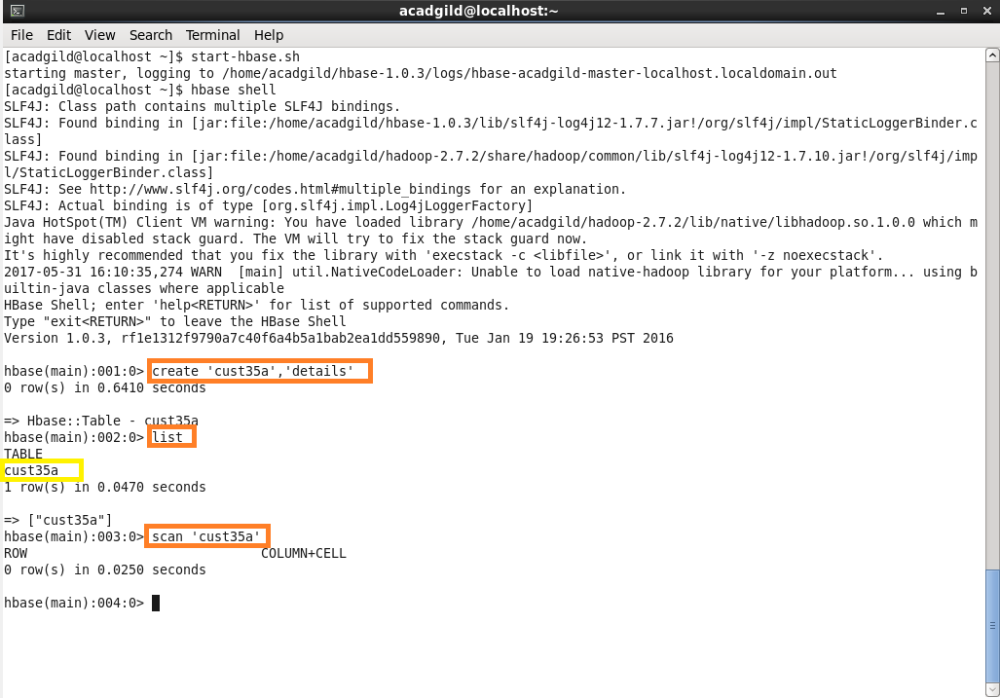 acadgild@localhost:~
File Edit View Search Terminal Help
[acadgild@localhost ~]$ start-hbase.sh
starting master, logging to /home/acadgild/hbase-1.0.3/logs/hbase-acadgild-master-localhost.localdomain.out
[acadgild@localhost ~]$ hbase shell
SLF4J: Class path contains multiple SLF4J bindings.
SLF4J: Found binding in [jar:file:/home/acadgild/hbase-1.0.3/lib/slf4j-log4j12-1.7.7.jar!/org/slf4j/impl/StaticLoggerBinder.c
lass]
SLF4J: Found binding in [jar:file:/home/acadgild/hadoop-2.7.2/share/hadoop/common/lib/slf4j-log4j12-1.7.10.jar!/org/slf4j/imp
l/StaticLoggerBinder.class]
SLF4J: See http://www.slf4j.org/codes.html#multiple_bindings for an explanation.
SLF4J: Actual binding is of type [org.slf4j.impl.Log4jLoggerFactory]
Java HotSpot(TM) Client VM warning: You have loaded library /home/acadgild/hadoop-2.7.2/lib/native/libhadoop.so.1.0.0 which m
ight have disabled stack guard. The VM will try to fix the stack guard now.
It's highly recommended that you fix the library with 'execstack -c <libfile>', or link it with '-z noexecstack'.
2017-05-31 16:10:35,274 WARN  [main] util.NativeCodeLoader: Unable to load native-hadoop library for your platform... using b
uiltin-java classes where applicable
HBase Shell; enter 'help<RETURN>' for list of supported commands.
Type "exit<RETURN>" to leave the HBase Shell
Version 1.0.3, rf1e1312f9790a7c40f6a4b5a1bab2ea1dd559890, Tue Jan 19 19:26:53 PST 2016
hbase(main):001:0> create 'cust35a','details'
0 row(s) in 0.6410 seconds
=> Hbase::Table - cust35a
hbase(main):002:0> list
TABLE
cust35a
1 row(s) in 0.0470 seconds
=> ["cust35a"]
hbase(main):003:0> scan 'cust35a'
ROW COLUMN+CELL
0 row(s) in 0.0250 seconds
hbase(main):004:0>